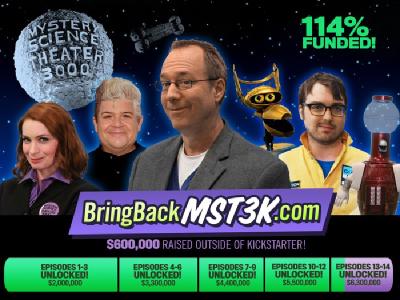 MYSTERY
SCIENCE
THEATER
3000
114%
FUNDED!
BringBackMST3K.com
$600,000 RAISED OUTSIDE OF KICKSTARTER!
EPISODES 1-3
UNLOCKED!
$2,000,000
EPISODES 4-6
UNLOCKED!
$3,300,000
EPISODES 7-9
UNLOCKED!
$4,400,000
EPISODES 10-12
UNLOCKED!
$5,500,000
EPISODES 13-14
UNLOCKED!
$6,300,000